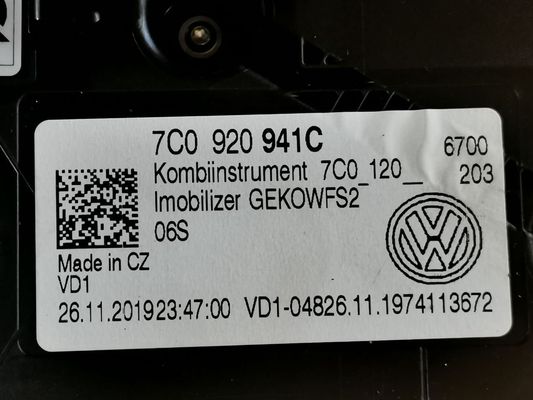 7C0 920 941C 6700
Kombiinstrument 7C0_120__ 203
Imobilizer GEKOWFS2
06S
Made in CZ
VD1
26.11.201923:47:00 VD1-04826.11.1974113672